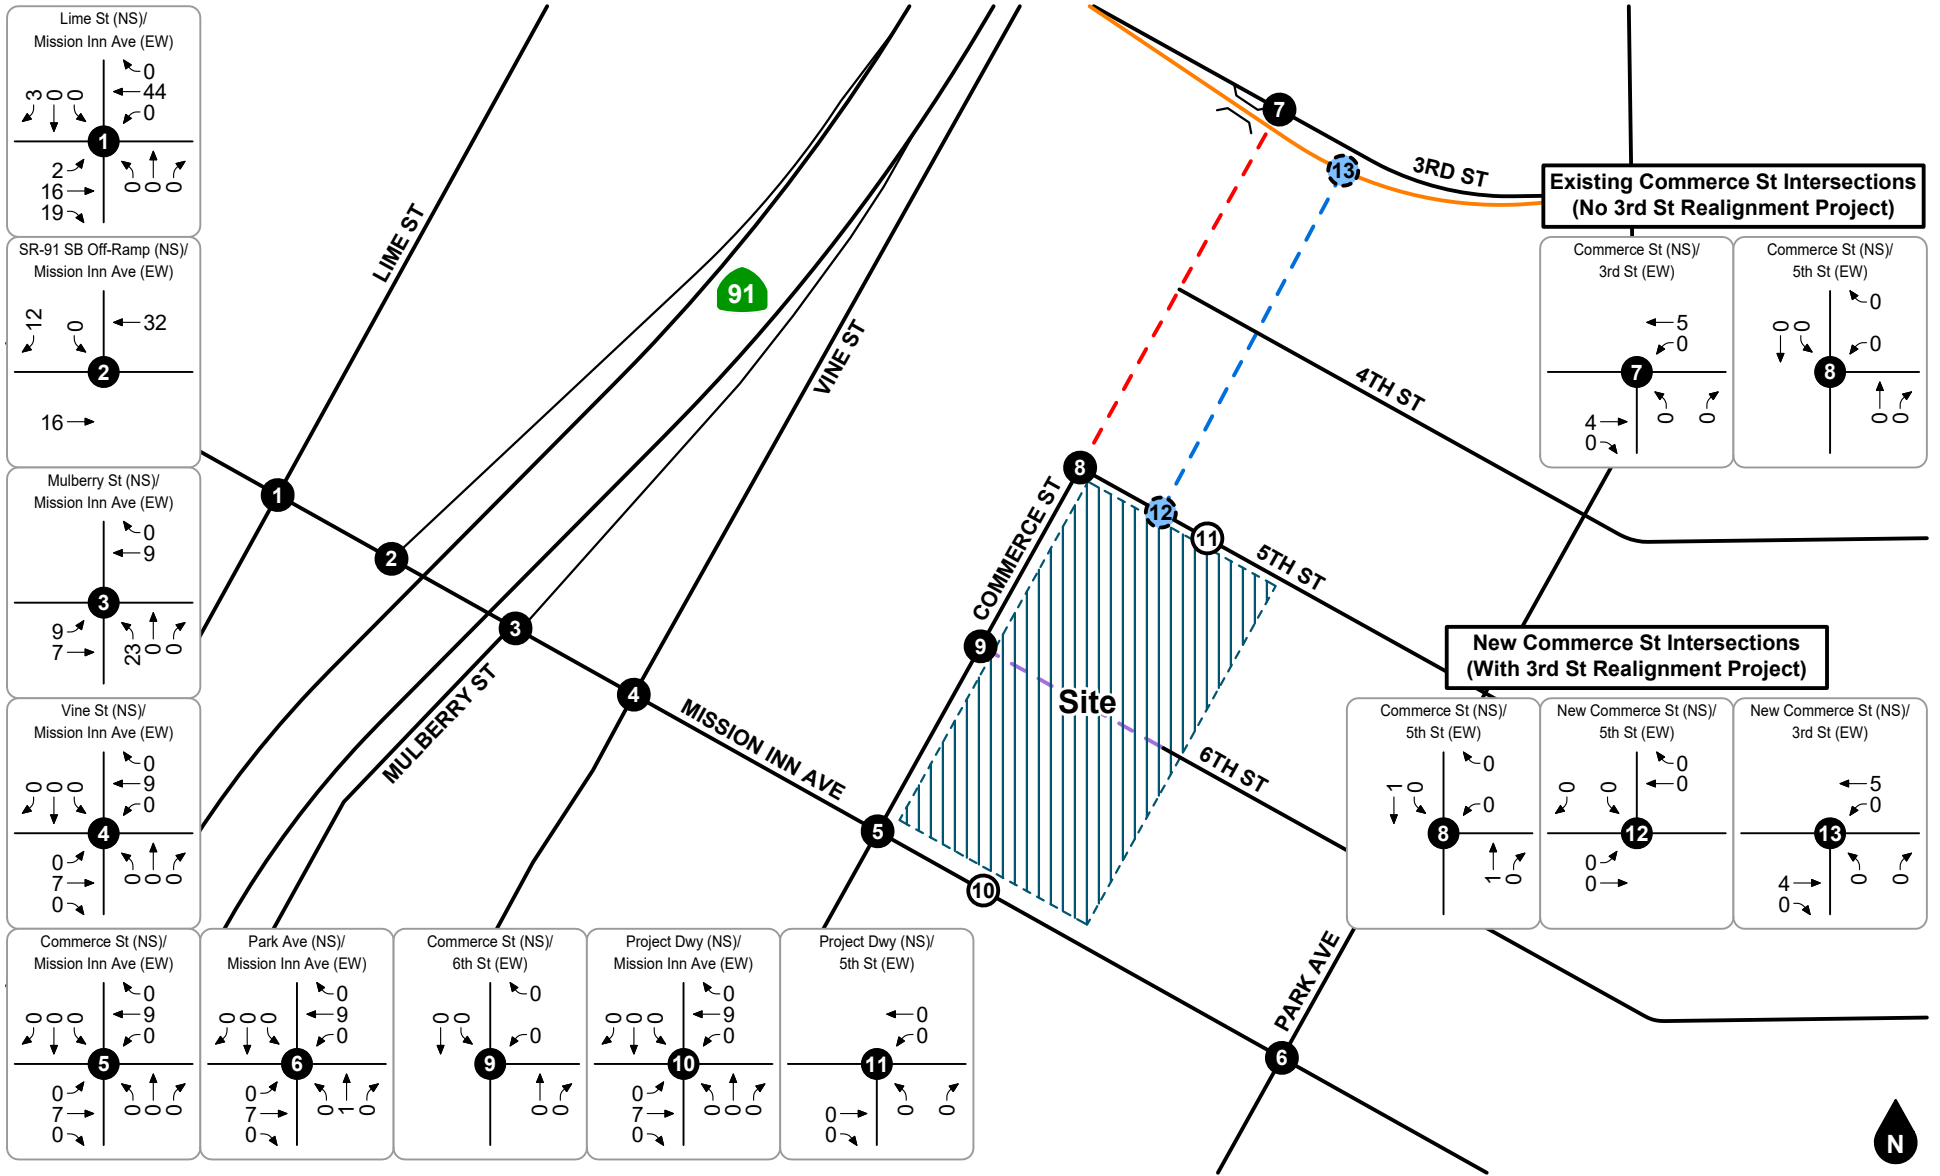 Lime St (NS)/
Mission Inn Ave (EW)
0
44
0
3 0 0
1
2
16
19
0 0 0
SR-91 SB Off-Ramp (NS)/
Mission Inn Ave (EW)
12 0
32
2
16
Mulberry St (NS)/
Mission Inn Ave (EW)
0
9
3
9
7
23 0 0
Vine St (NS)/
Mission Inn Ave (EW)
0
9
0
0 0 0
4
0
7
0
0 0 0
Commerce St (NS)/
Mission Inn Ave (EW)
0
9
0
0 0 0
5
0
7
0
0 0 0
Park Ave (NS)/
Mission Inn Ave (EW)
0
9
0
0 0 0
6
0
7
0
0 1 0
Commerce St (NS)/
6th St (EW)
0
0
0 0
9
0 0
Project Dwy (NS)/
Mission Inn Ave (EW)
0
9
0
0 0 0
10
0
7
0
0 0 0
Project Dwy (NS)/
5th St (EW)
0
0
11
0
0
0 0
LIME ST
91
VINE ST
MULBERRY ST
MISSION INN AVE
COMMERCE ST
3RD ST
4TH ST
5TH ST
6TH ST
PARK AVE
Site
1
2
3
4
5
6
7
8
9
10
11
12
13
Existing Commerce St Intersections
(No 3rd St Realignment Project)
Commerce St (NS)/
3rd St (EW)
5
0
7
4
0
0 0
Commerce St (NS)/
5th St (EW)
0
0
0 0
8
0 0
New Commerce St Intersections
(With 3rd St Realignment Project)
Commerce St (NS)/
5th St (EW)
0
0
1 0
8
1 0
New Commerce St (NS)/
5th St (EW)
0
0
0 0
12
0
0
New Commerce St (NS)/
3rd St (EW)
5
0
13
4
0
0 0
N